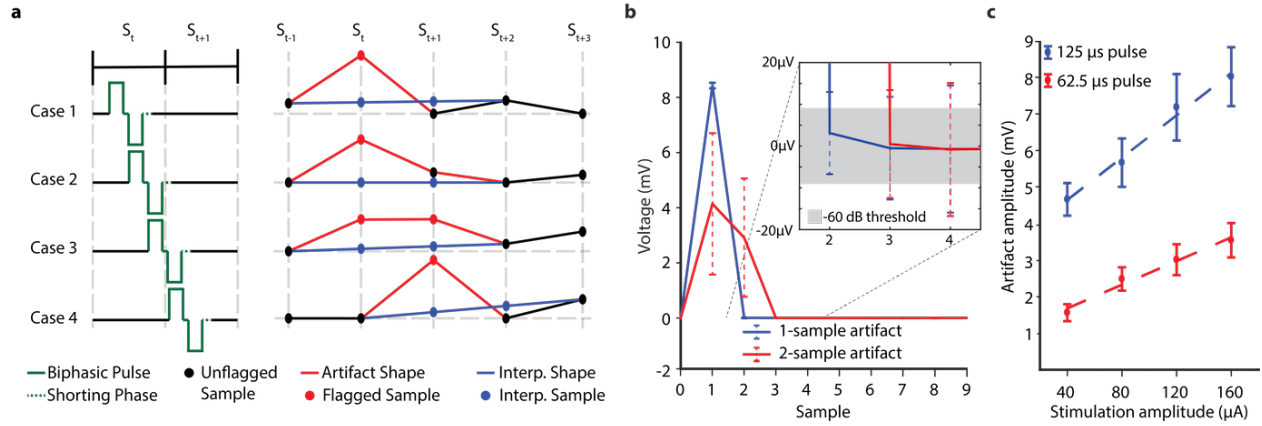 a
S_t S_t+1
S_t-1 S_t S_t+1 S_t+2 S_t+3
Case 1
Case 2
Case 3
Case 4
Biphasic Pulse
Shorting Phase
Unflagged
Sample
Artifact Shape
Flagged Sample
Interp. Shape
Interp. Sample
b
Voltage (mV)
10
8
6
4
2
0
-2
0 1 2 3 4 5 6 7 8 9
Sample
20µV
0µV
-20µV
2 3 4
-60 dB threshold
1-sample artifact
2-sample artifact
c
Artifact amplitude (mV)
9
8
7
6
5
4
3
2
1
125 µs pulse
62.5 µs pulse
40 80 120 160
Stimulation amplitude (µA)